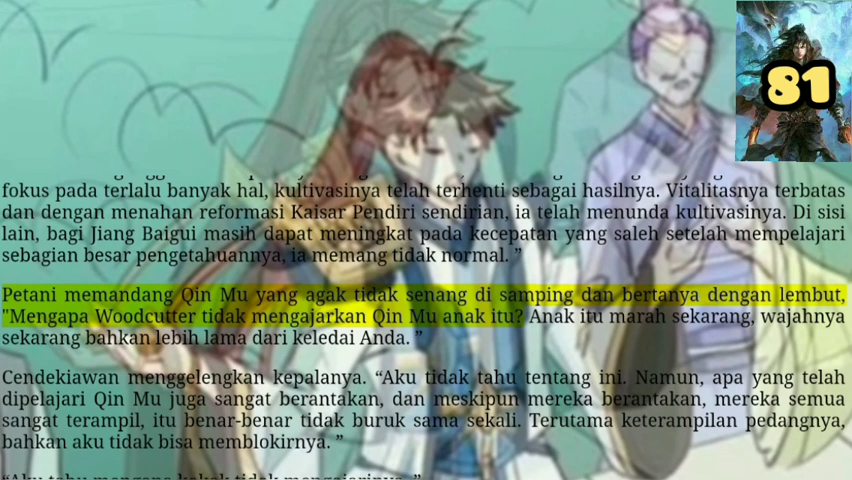 81
fokus pada terlalu banyak hal, kultivasinya telah terhenti sebagai hasilnya. Vitalitasnya terbatas
dan dengan menahan reformasi Kaisar Pendiri sendirian, ia telah menunda kultivasinya. Di sisi
lain, bagi Jiang Baigui masih dapat meningkat pada kecepatan yang saleh setelah mempelajari
sebagian besar pengetahuannya, ia memang tidak normal. ”
Petani memandang Qin Mu yang agak tidak senang di samping dan bertanya dengan lembut,
"Mengapa Woodcutter tidak mengajarkan Qin Mu anak itu? Anak itu marah sekarang, wajahnya
sekarang bahkan lebih lama dari keledai Anda. ”
Cendekiawan menggelengkan kepalanya. “Aku tidak tahu tentang ini. Namun, apa yang telah
dipelajari Qin Mu juga sangat berantakan, dan meskipun mereka berantakan, mereka semua
sangat terampil, itu benar-benar tidak buruk sama sekali. Terutama keterampilan pedangnya,
bahkan aku tidak bisa memblokirnya. ”